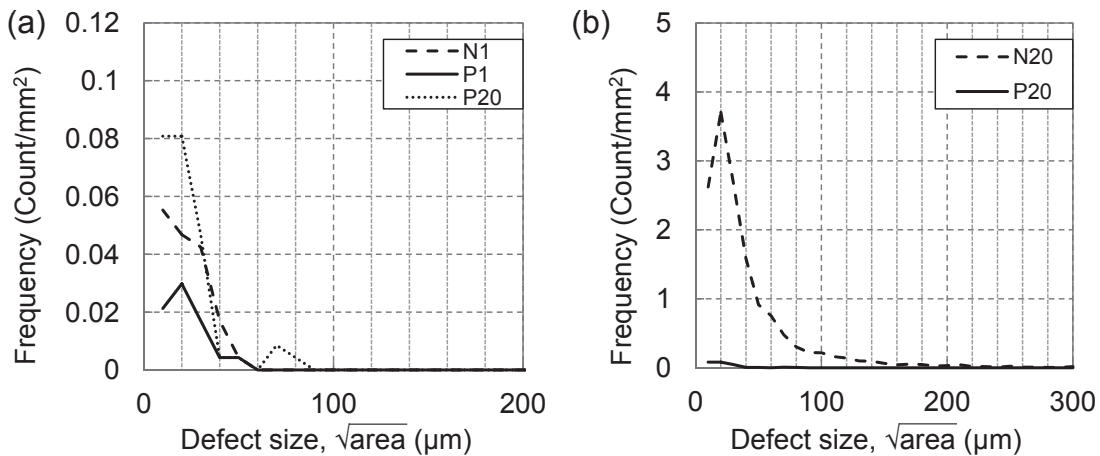 (a)
0.12
0.1
0.08
0.06
0.04
0.02
0
Frequency (Count/mm²)
N1
P1
P20
0 100 200
Defect size, √area (μm)
(b)
5
4
3
2
1
0
Frequency (Count/mm²)
N20
P20
0 100 200 300
Defect size, √area (μm)